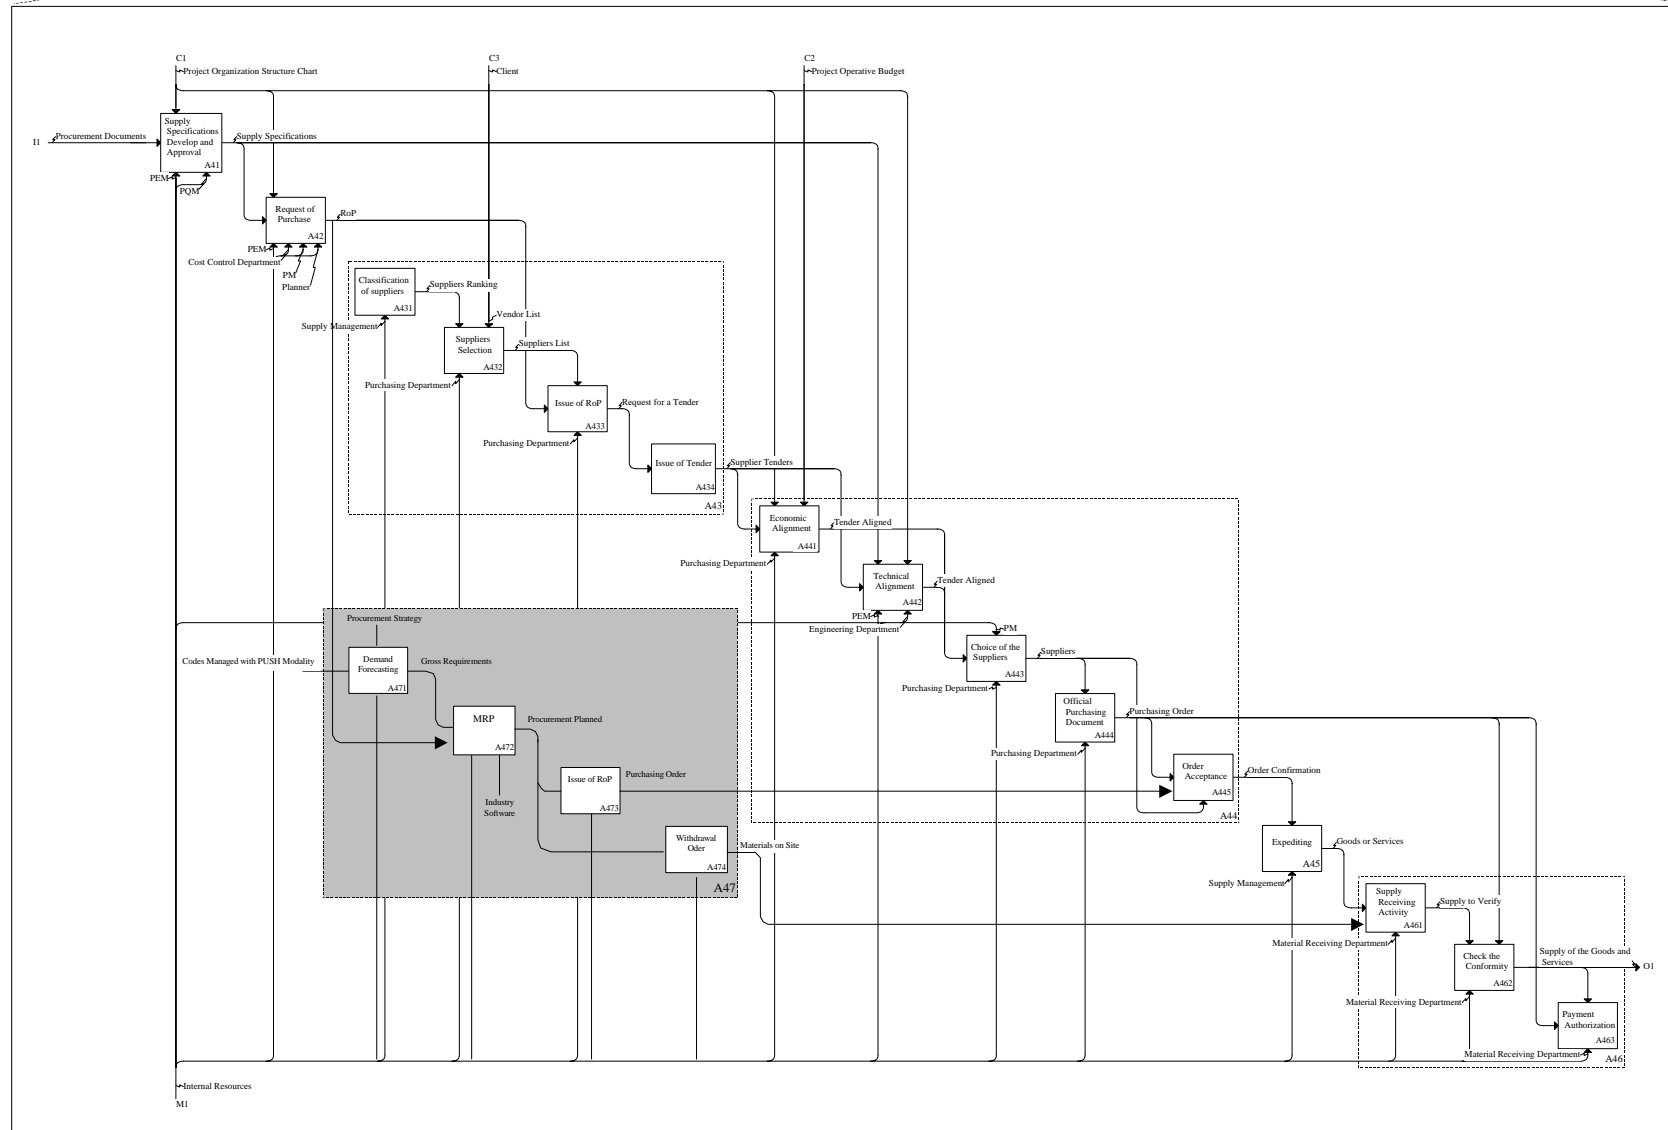 C1
Project Organization Structure Chart
C3
Client
C2
Project Operative Budget
I1
Procurement Documents
Supply
Specifications
Develop and
Approval
A41
Supply Specifications
PEM
PQM
Request of
Purchase
A42
RoP
PEM
Cost Control Department
PM
Planner
Classification
of suppliers
A431
Suppliers Ranking
Supply Management
Vendor List
Suppliers
Selection
A432
Suppliers List
Purchasing Department
Issue of RoP
A433
Request for a Tender
Purchasing Department
Issue of Tender
A434
Supplier Tenders
A43
Economic
Alignment
A441
Tender Aligned
Purchasing Department
Technical
Alignment
A442
Tender Aligned
PEM
Engineering Department
PM
Choice of the
Suppliers
A443
Suppliers
Purchasing Department
Official
Purchasing
Document
A444
Purchasing Order
Purchasing Department
Order
Acceptance
A445
Order Confirmation
A44
Procurement Strategy
Codes Managed with PUSH Modality
Demand
Forecasting
A471
Gross Requirements
MRP
A472
Procurement Planned
Industry
Software
Issue of RoP
A473
Purchasing Order
Withdrawal
Oder
A474
Materials on Site
A47
Expediting
A45
Goods or Services
Supply Management
Supply
Receiving
Activity
A461
Supply to Verify
Material Receiving Department
Check the
Conformity
A462
Supply of the Goods and
Services
O1
Material Receiving Department
Payment
Authorization
A463
Material Receiving Department
A46
Internal Resources
M1